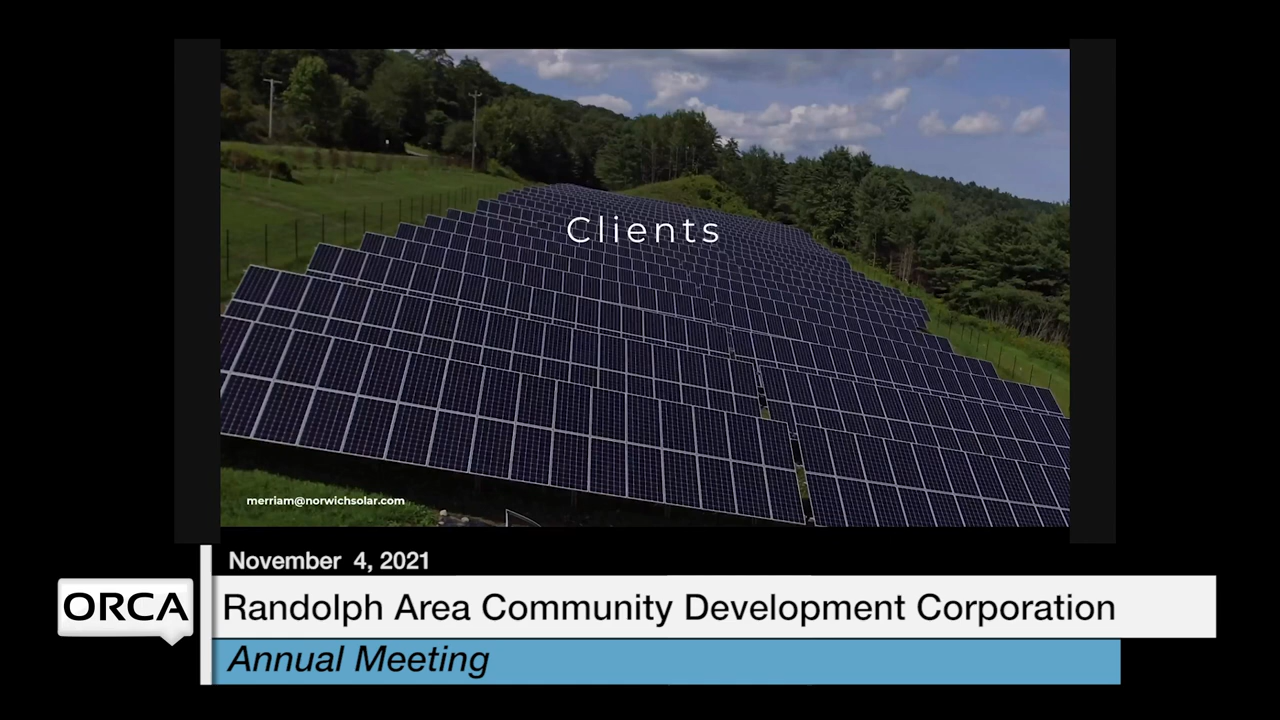 Clients
merriam@norwichsolar.com
November 4, 2021
ORCA
Randolph Area Community Development Corporation
Annual Meeting